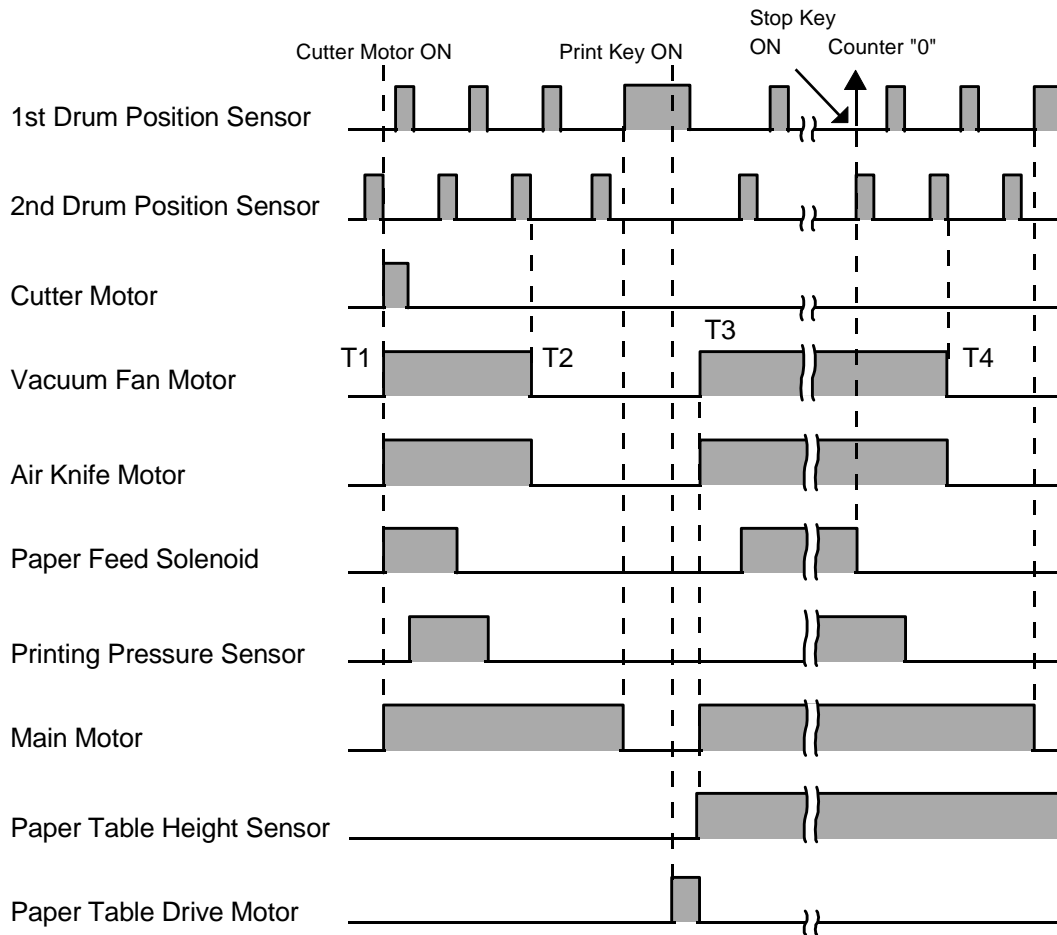 Stop Key
ON
Cutter Motor ON
Print Key ON
Counter "0"
1st Drum Position Sensor
2nd Drum Position Sensor
Cutter Motor
T1
T2
T3
T4
Vacuum Fan Motor
Air Knife Motor
Paper Feed Solenoid
Printing Pressure Sensor
Main Motor
Paper Table Height Sensor
Paper Table Drive Motor